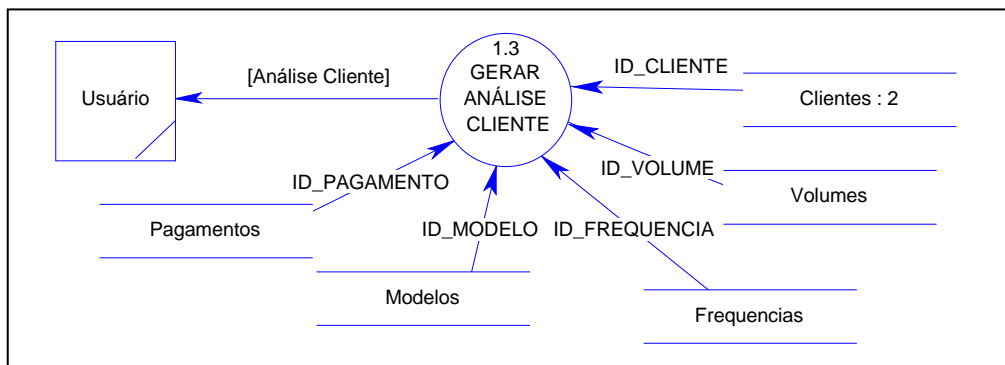 1.3
GERAR
ANÁLISE
CLIENTE
[Análise Cliente]
Usuário
ID_CLIENTE
Clientes : 2
ID_VOLUME
Volumes
ID_PAGAMENTO
Pagamentos
ID_MODELO
Modelos
ID_FREQUENCIA
Frequencias